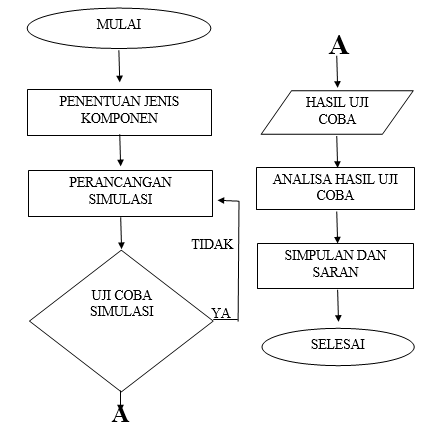 MULAI
PENENTUAN JENIS
KOMPONEN
PERANCANGAN
SIMULASI
TIDAK
UJI COBA
SIMULASI
YA
A
A
HASIL UJI
COBA
ANALISA HASIL UJI
COBA
SIMPULAN DAN
SARAN
SELESAI